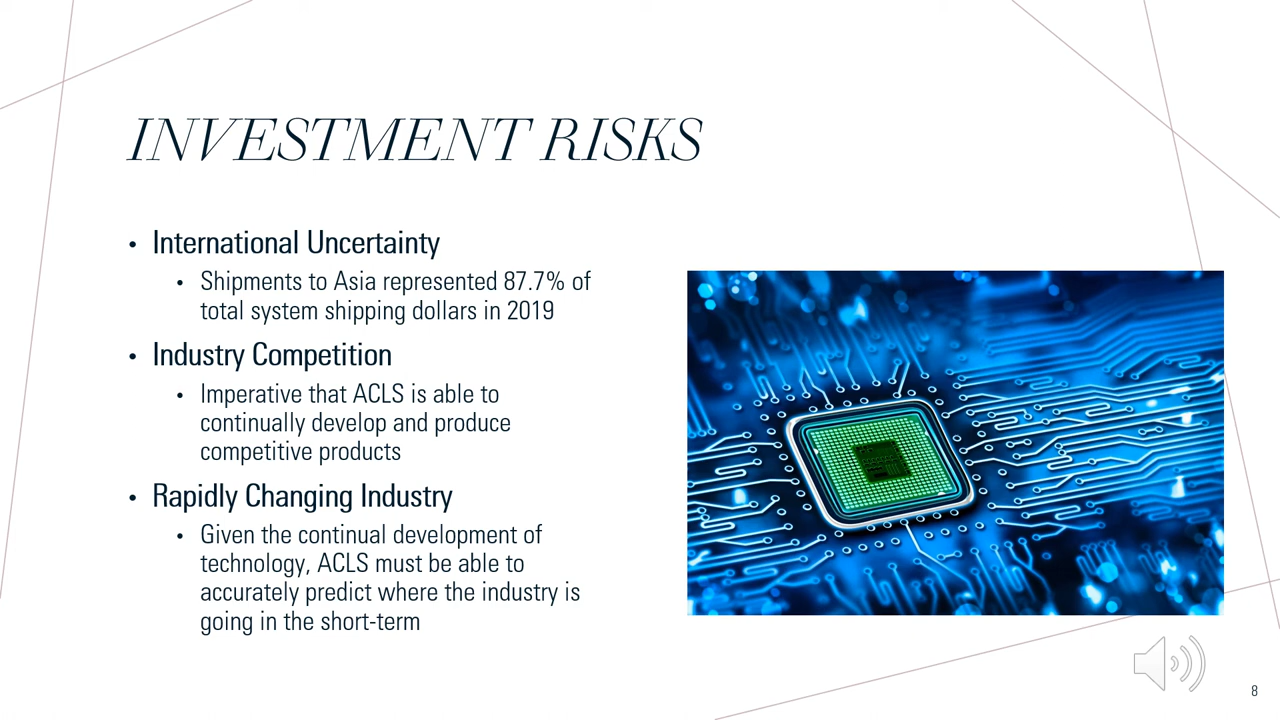 INVESTMENT RISKS
• International Uncertainty
• Shipments to Asia represented 87.7% of
total system shipping dollars in 2019
• Industry Competition
• Imperative that ACLS is able to
continually develop and produce
competitive products
• Rapidly Changing Industry
• Given the continual development of
technology, ACLS must be able to
accurately predict where the industry is
going in the short-term
8